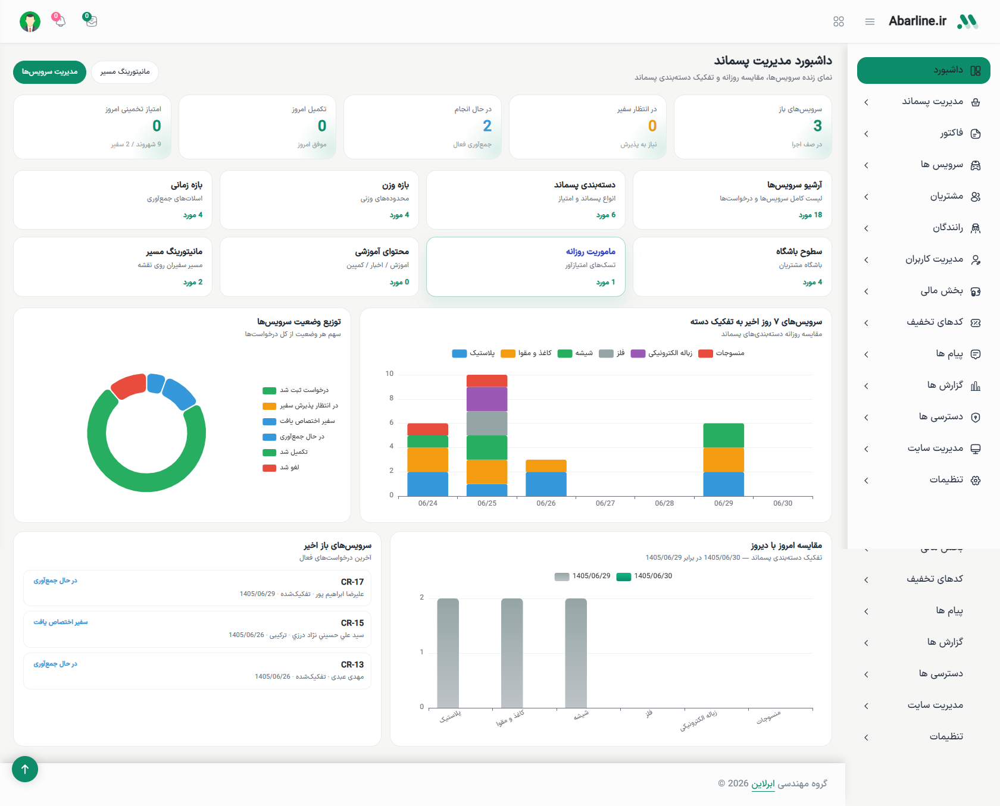 Abarline.ir
0
0
داشبورد
مدیریت پسماند
فاکتور
سرویس ها
مشتریان
رانندگان
مدیریت کاربران
بخش مالی
کدهای تخفیف
پیام ها
گزارش ها
دسترسی ها
مدیریت سایت
تنظیمات
کدهای تخفیف
پیام ها
گزارش ها
دسترسی ها
مدیریت سایت
تنظیمات
داشبورد مدیریت پسماند
نمای زنده سرویس‌ها، مقایسه روزانه و تفکیک دسته‌بندی پسماند
مانیتورینگ مسیر
مدیریت سرویس‌ها
سرویس‌های باز
3
در صف اجرا
در انتظار سفیر
0
نیاز به پذیرش
در حال انجام
2
جمع‌آوری فعال
تکمیل امروز
0
موفق امروز
امتیاز تخمینی امروز
0
9 شهروند / 2 سفیر
آرشیو سرویس‌ها
لیست کامل سرویس‌ها و درخواست‌ها
18 مورد
دسته‌بندی پسماند
انواع پسماند و امتیاز
6 مورد
بازه وزن
محدوده‌های وزنی
4 مورد
بازه زمانی
اسلات‌های جمع‌آوری
4 مورد
سطوح باشگاه
باشگاه مشتریان
4 مورد
ماموریت روزانه
تسک‌های امتیازآور
1 مورد
محتوای آموزشی
آموزش / اخبار / کمپین
0 مورد
مانیتورینگ مسیر
مسیر سفیران روی نقشه
2 مورد
سرویس‌های ۷ روز اخیر به تفکیک دسته
مقایسه روزانه دسته‌بندی‌های پسماند
منسوجات
زباله الکترونیکی
فلز
شیشه
کاغذ و مقوا
پلاستیک
10
8
6
4
2
0
06/24
06/25
06/26
06/27
06/28
06/29
06/30
توزیع وضعیت سرویس‌ها
سهم هر وضعیت از کل درخواست‌ها
درخواست ثبت شد
در انتظار پذیرش سفیر
سفیر اختصاص یافت
در حال جمع‌آوری
تکمیل شد
لغو شد
مقایسه امروز با دیروز
تفکیک دسته‌بندی پسماند — 1405/06/30 در برابر 1405/06/29
1405/06/30
1405/06/29
2
1
0
پلاستیک
کاغذ و مقوا
شیشه
فلز
زباله الکترونیکی
منسوجات
سرویس‌های باز اخیر
آخرین درخواست‌های فعال
CR-17
در حال جمع‌آوری
علیرضا ابراهیم پور · تفکیک‌شده · 1405/06/29
CR-15
سفیر اختصاص یافت
سيد علي حسيني نژاد درزي · ترکیبی · 1405/06/26
CR-13
در حال جمع‌آوری
مهدی عبدی · تفکیک‌شده · 1405/06/26
گروه مهندسی ابرلاین 2026 ©